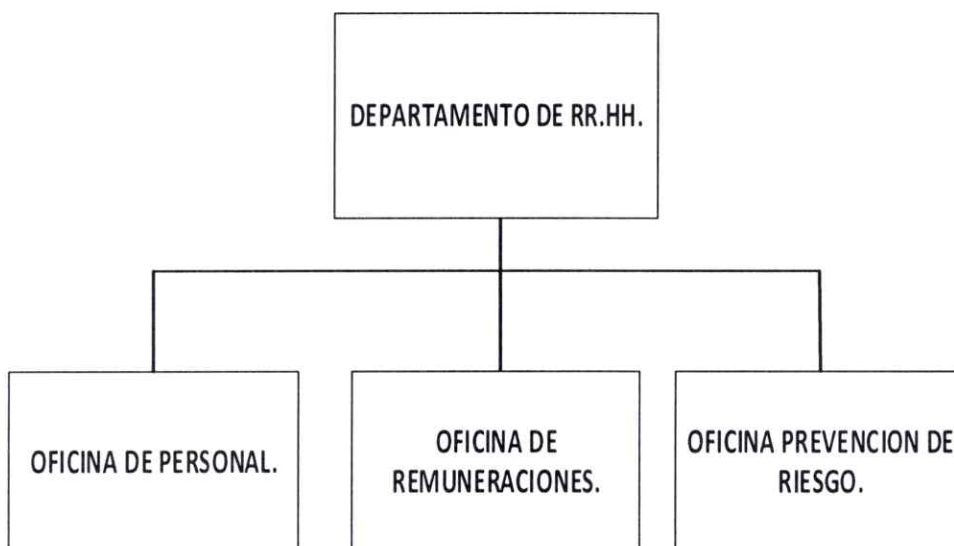 DEPARTAMENTO DE RR.HH.
OFICINA DE PERSONAL.
OFICINA DE
REMUNERACIONES.
OFICINA PREVENCION DE
RIESGO.